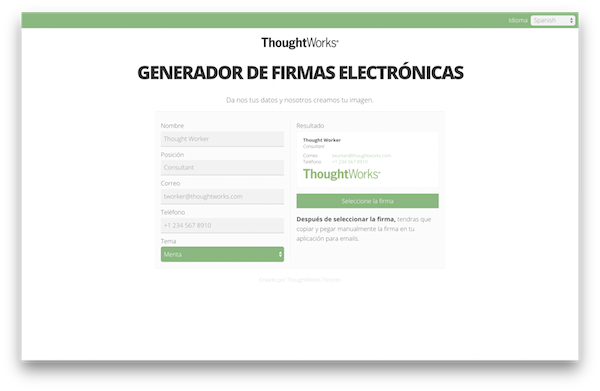 Idioma Spanish
ThoughtWorks®
GENERADOR DE FIRMAS ELECTRÓNICAS
Da nos tus datos y nosotros creamos tu imagen.
Nombre
Thought Worker
Posición
Consultant
Correo
tworker@thoughtworks.com
Teléfono
+1 234 567 8910
Tema
Menta
Resultado
Thought Worker
Consultant
Correo tworker@thoughtworks.com
Teléfono +1 234 567 8910
ThoughtWorks®
Seleccione la firma
Después de seleccionar la firma, tendrás que
copiar y pegar manualmente la firma en tu
aplicación para emails.